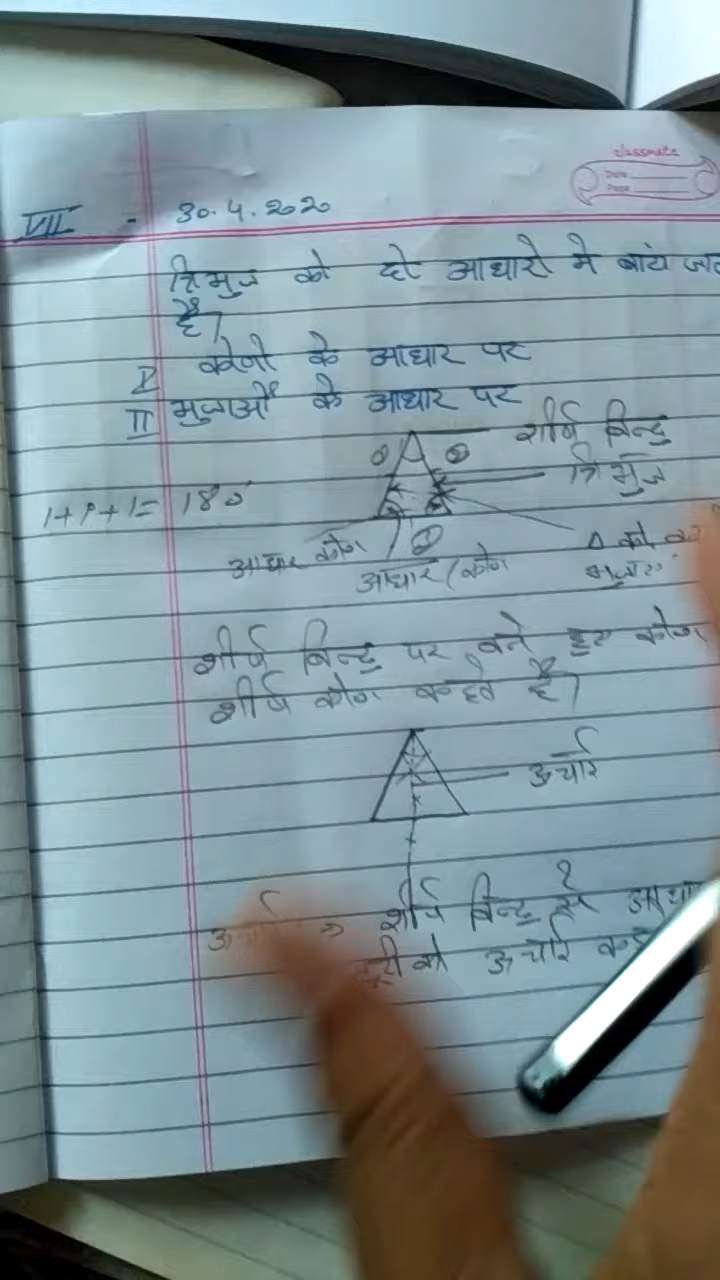 classmate
Date
Page
VII - 30.4.2020
त्रिभुज को दो आधारो मे बांय जात
है।
I कोणो के आधार पर
II भुजाओं के आधार पर
शीर्ष बिन्दु
त्रिभुज
1+1+1= 180°
आधार कोण
आधार / कोण
Δ की
भुजाए
शीर्ष बिन्दु पर बने हुए कोण
शीर्ष कोण कहते है।
ऊचाई
शीर्ष बिन्दु से आधार
दूरी को ऊचाई